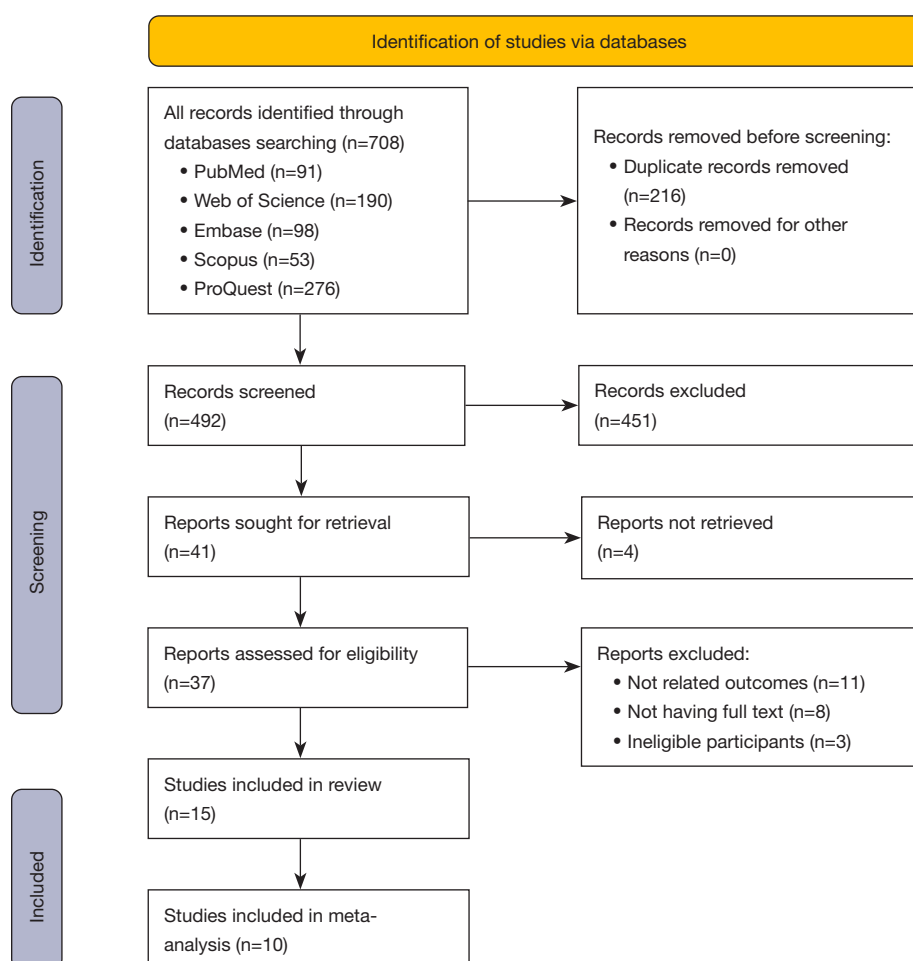 Identification of studies via databases
Identification
All records identified through
databases searching (n=708)
• PubMed (n=91)
• Web of Science (n=190)
• Embase (n=98)
• Scopus (n=53)
• ProQuest (n=276)
Records removed before screening:
• Duplicate records removed
(n=216)
• Records removed for other
reasons (n=0)
Screening
Records screened
(n=492)
Records excluded
(n=451)
Reports sought for retrieval
(n=41)
Reports not retrieved
(n=4)
Reports assessed for eligibility
(n=37)
Reports excluded:
• Not related outcomes (n=11)
• Not having full text (n=8)
• Ineligible participants (n=3)
Included
Studies included in review
(n=15)
Studies included in meta-
analysis (n=10)